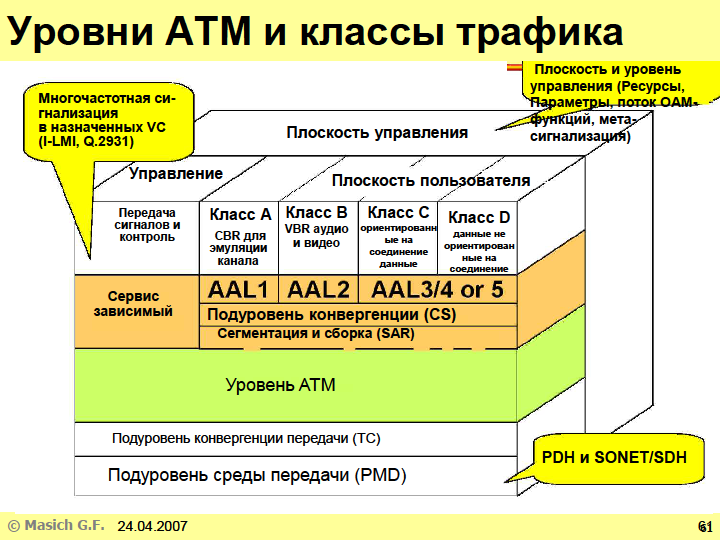 Уровни АТМ и классы трафика
Плоскость и уровень
управления (Ресурсы,
Параметры, поток ОАМ-
функций, мета-
сигнализация)
Многочастотная си-
гнализация
в назначенных VC
(I-LMI, Q.2931)
Плоскость управления
Управление
Плоскость пользователя
Передача
сигналов и
контроль
Класс А
CBR для
эмуляции
канала
Класс В
VBR аудио
и видео
Класс С
ориентированн
ые на
соединение
данные
Класс D
данные не
ориентирован
ные на
соединение
Сервис
зависимый
AAL1
AAL2
AAL3/4 or 5
Подуровень конвергенции (CS)
Сегментация и сборка (SAR)
Уровень АТМ
Подуровень конвергенции передачи (TC)
Подуровень среды передачи (PMD)
PDH и SONET/SDH
© Masich G.F.
24.04.2007
61